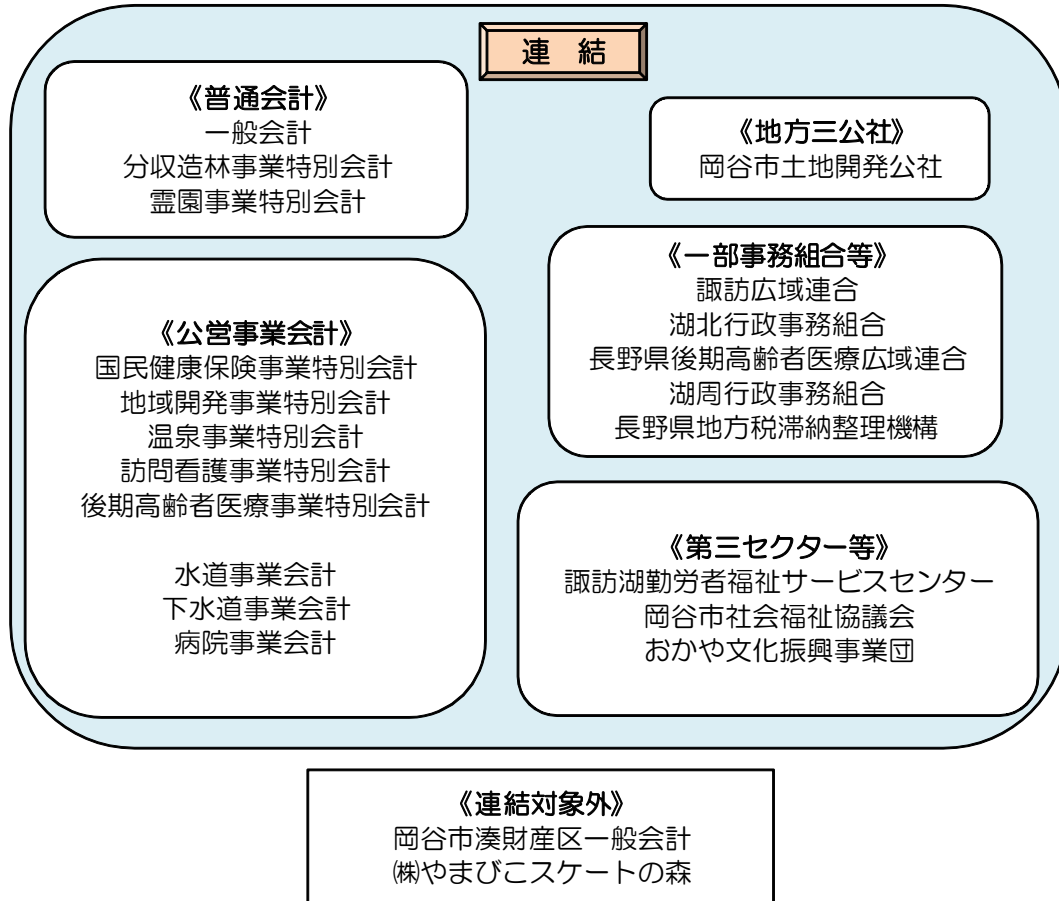 連 結
《普通会計》
一般会計
分収造林事業特別会計
霊園事業特別会計
《公営事業会計》
国民健康保険事業特別会計
地域開発事業特別会計
温泉事業特別会計
訪問看護事業特別会計
後期高齢者医療事業特別会計
水道事業会計
下水道事業会計
病院事業会計
《地方三公社》
岡谷市土地開発公社
《一部事務組合等》
諏訪広域連合
湖北行政事務組合
長野県後期高齢者医療広域連合
湖周行政事務組合
長野県地方税滞納整理機構
《第三セクター等》
諏訪湖勤労者福祉サービスセンター
岡谷市社会福祉協議会
おかや文化振興事業団
《連結対象外》
岡谷市湊財産区一般会計
㈱やまびこスケートの森